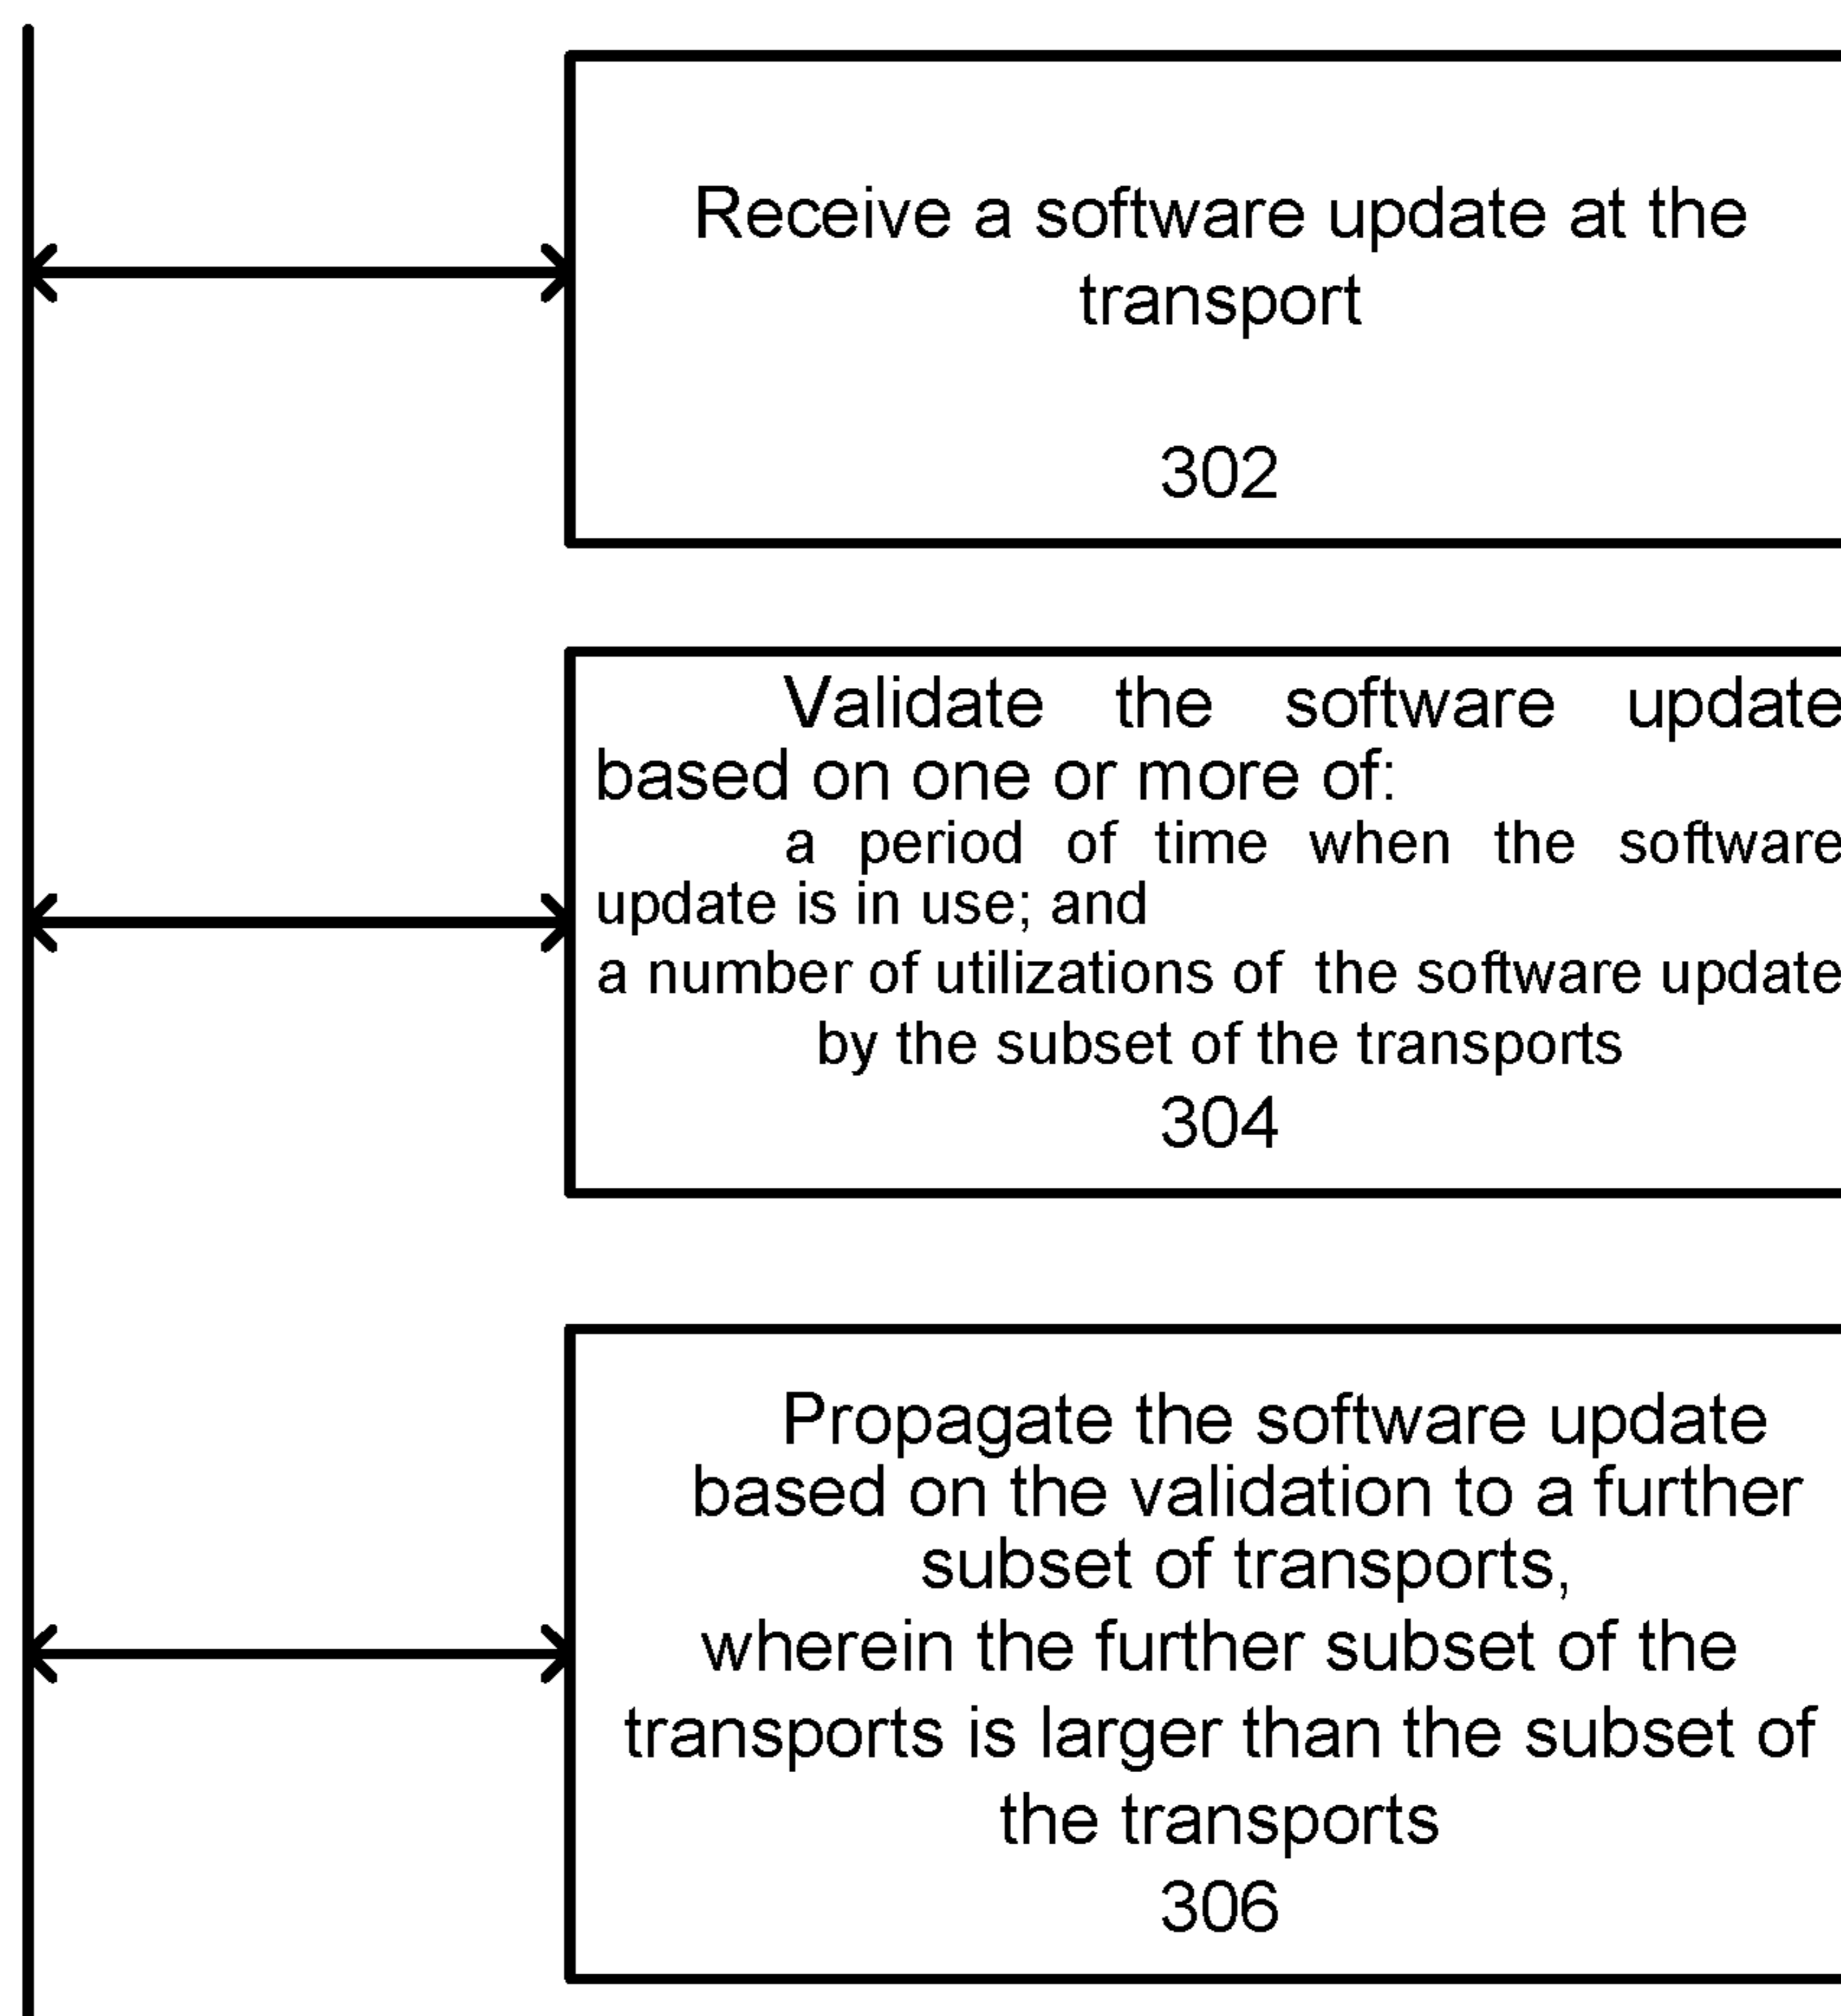 Receive a software update at the
transport
302
Validate the software update
based on one or more of:
a period of time when the software
update is in use; and
a number of utilizations of the software update
by the subset of the transports
304
Propagate the software update
based on the validation to a further
subset of transports,
wherein the further subset of the
transports is larger than the subset of
the transports
306